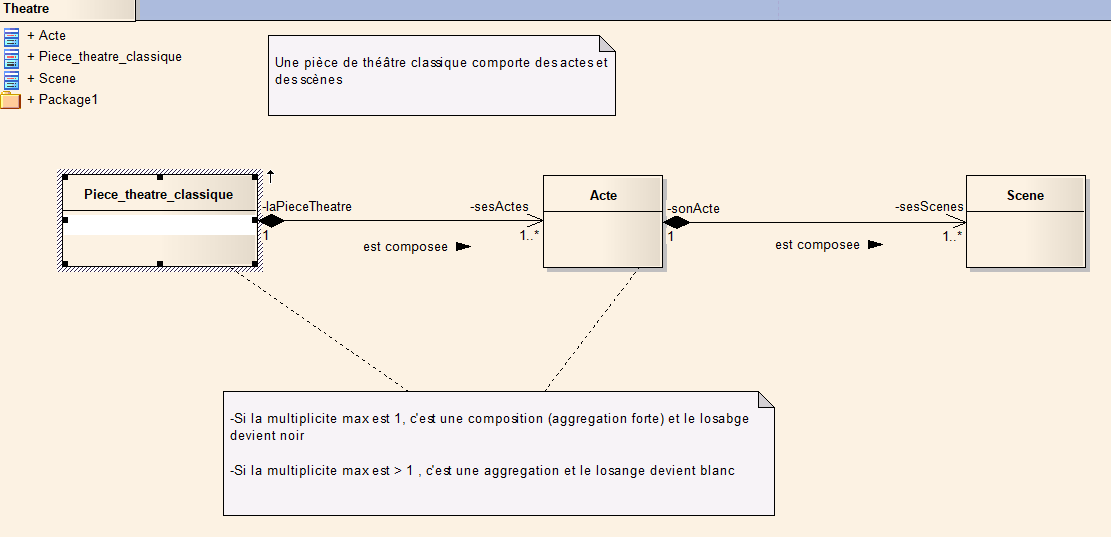 Theatre
+ Acte
+ Piece_theatre_classique
+ Scene
+ Package1
Une pièce de théâtre classique comporte des actes et
des scènes
Piece_theatre_classique
-laPieceTheatre
1
est composee
-sesActes
1..*
Acte
-sonActe
1
est composee
-sesScenes
1..*
Scene
-Si la multiplicite max est 1, c'est une composition (aggregation forte) et le losabge
devient noir
-Si la multiplicite max est > 1 , c'est une aggregation et le losange devient blanc